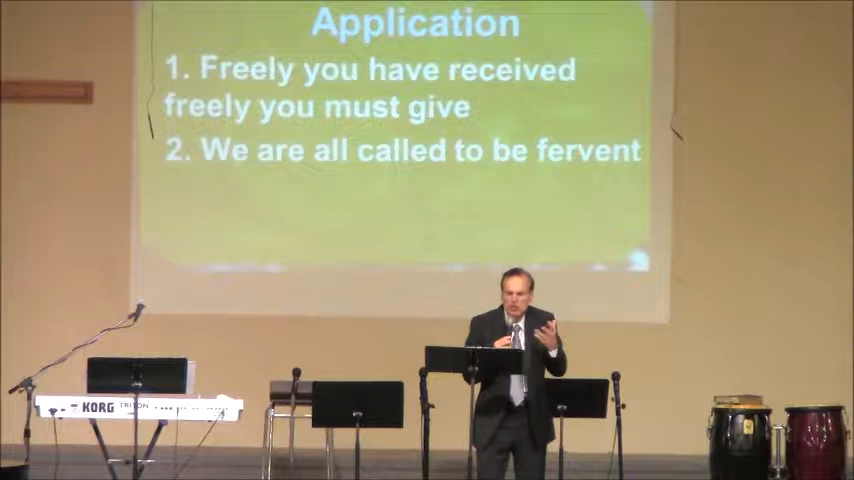 Application
1. Freely you have received
freely you must give
2. We are all called to be fervent
KORG TRITON